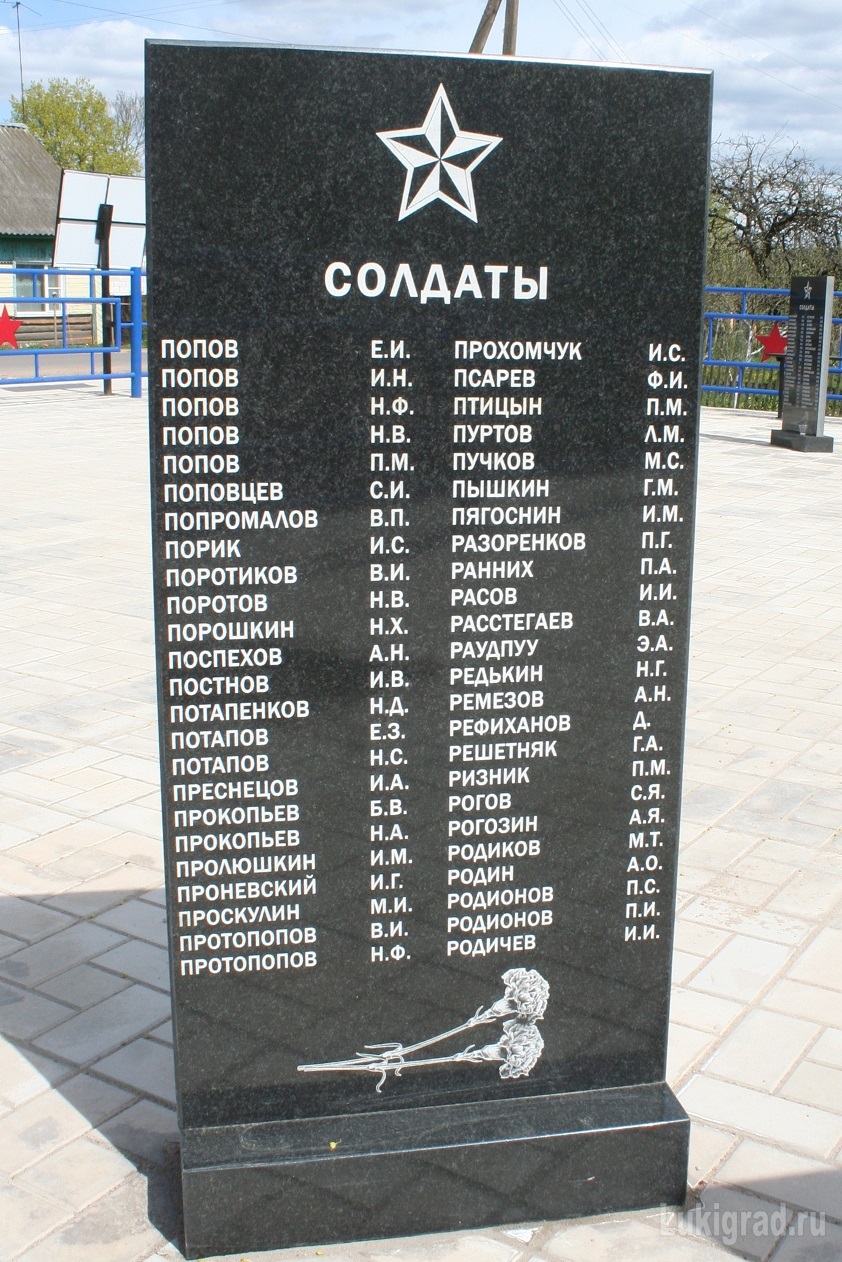 СОЛДАТЫ
ПОПОВ Е.И.
ПОПОВ И.Н.
ПОПОВ Н.Ф.
ПОПОВ Н.В.
ПОПОВ П.М.
ПОПОВЦЕВ С.И.
ПОПРОМАЛОВ В.П.
ПОРИК И.С.
ПОРОТИКОВ В.И.
ПОРОТОВ Н.В.
ПОРОШКИН Н.Х.
ПОСПЕХОВ А.Н.
ПОСТНОВ И.В.
ПОТАПЕНКОВ Н.Д.
ПОТАПОВ Е.З.
ПОТАПОВ Н.С.
ПРЕСНЕЦОВ И.А.
ПРОКОПЬЕВ Б.В.
ПРОКОПЬЕВ Н.А.
ПРОЛЮШКИН И.М.
ПРОНЕВСКИЙ И.Г.
ПРОСКУЛИН М.И.
ПРОТОПОПОВ В.И.
ПРОТОПОПОВ Н.Ф.
ПРОХОМЧУК И.С.
ПСАРЕВ Ф.И.
ПТИЦЫН П.М.
ПУРТОВ Л.М.
ПУЧКОВ М.С.
ПЫШКИН Г.М.
ПЯГОСНИН И.М.
РАЗОРЕНКОВ П.Г.
РАННИХ П.А.
РАСОВ И.И.
РАССТЕГАЕВ В.А.
РАУДПУУ Э.А.
РЕДЬКИН Н.Г.
РЕМЕЗОВ А.Н.
РЕФИХАНОВ Д.
РЕШЕТНЯК Г.А.
РИЗНИК П.М.
РОГОВ С.Я.
РОГОЗИН А.Я.
РОДИКОВ М.Т.
РОДИН А.О.
РОДИОНОВ П.С.
РОДИОНОВ П.И.
РОДИЧЕВ И.И.
СОЛДАТЫ
Lukigrad.ru